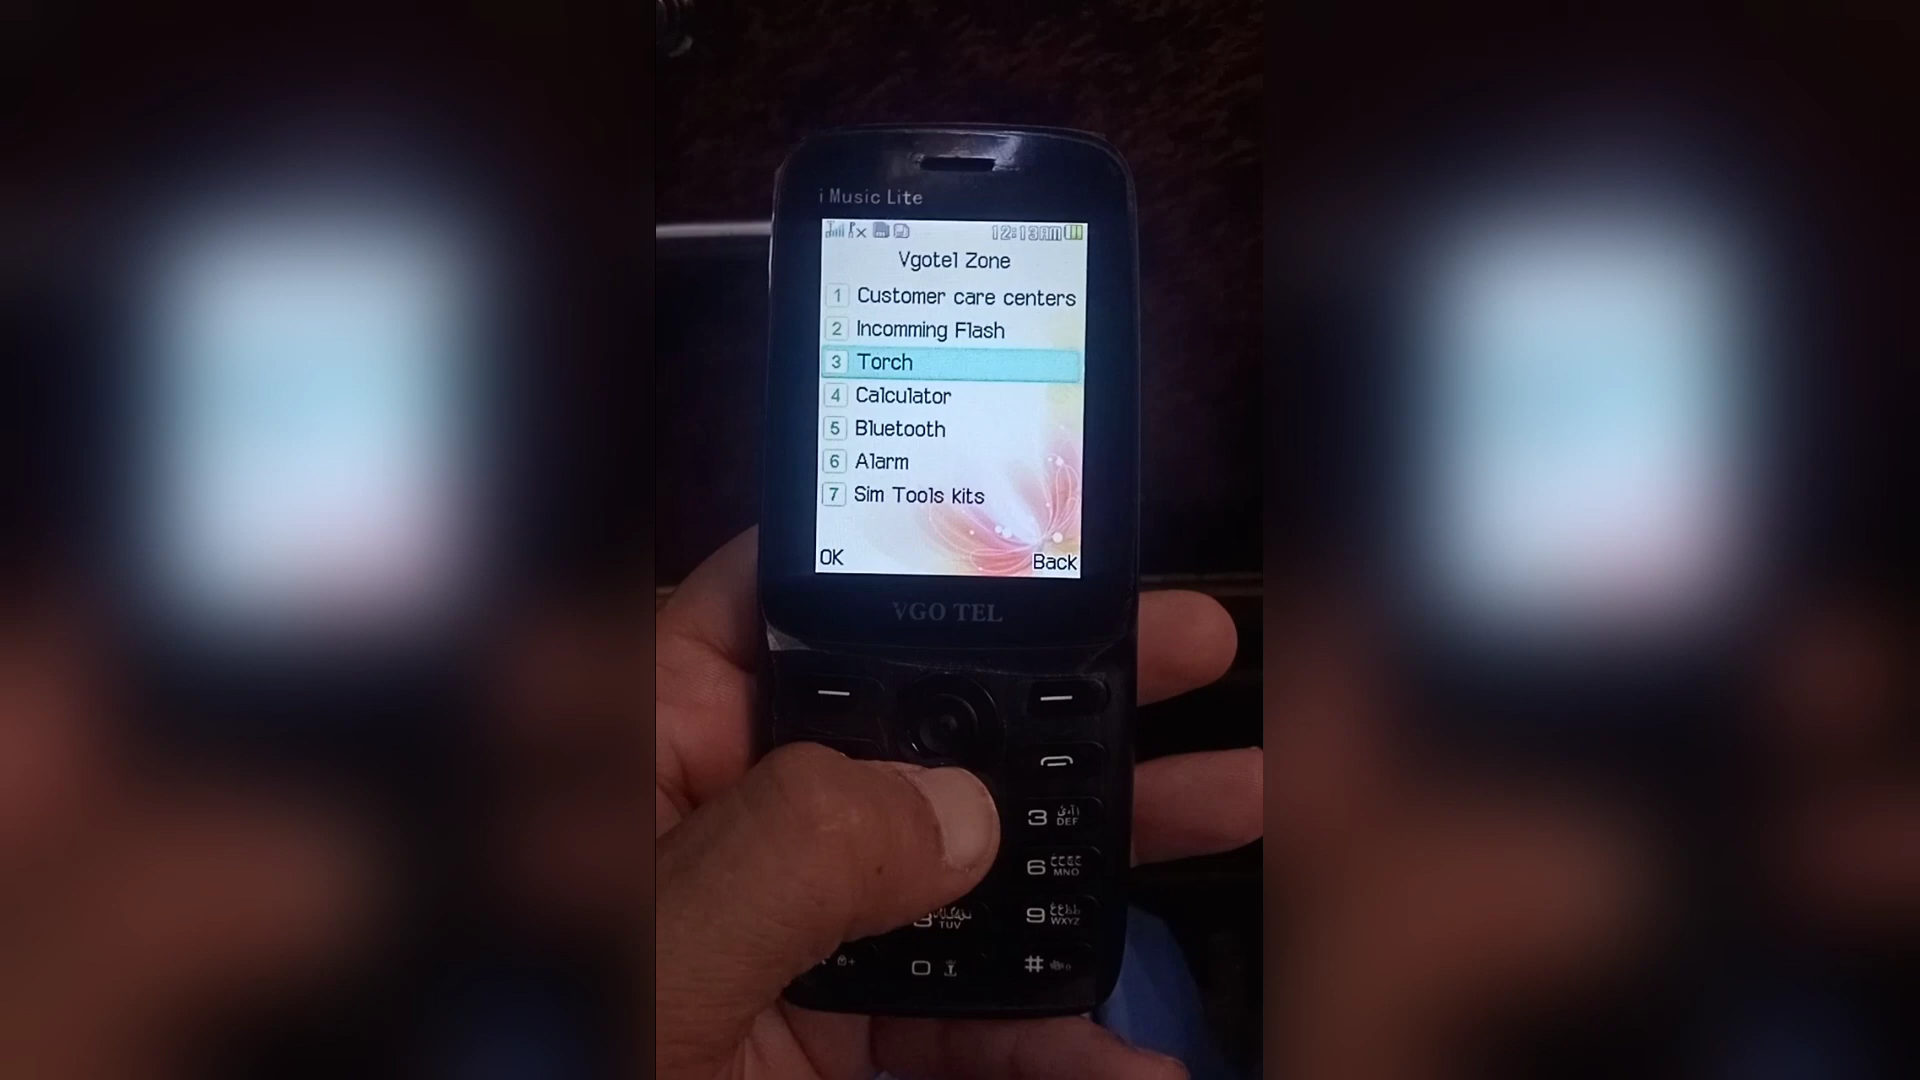 i Music Lite
12:13AM
Vgotel Zone
1 Customer care centers
2 Incomming Flash
3 Torch
4 Calculator
5 Bluetooth
6 Alarm
7 Sim Tools kits
OK Back
VGO TEL
3 DEF
6 MNO
TUV
9 WXYZ
0 #